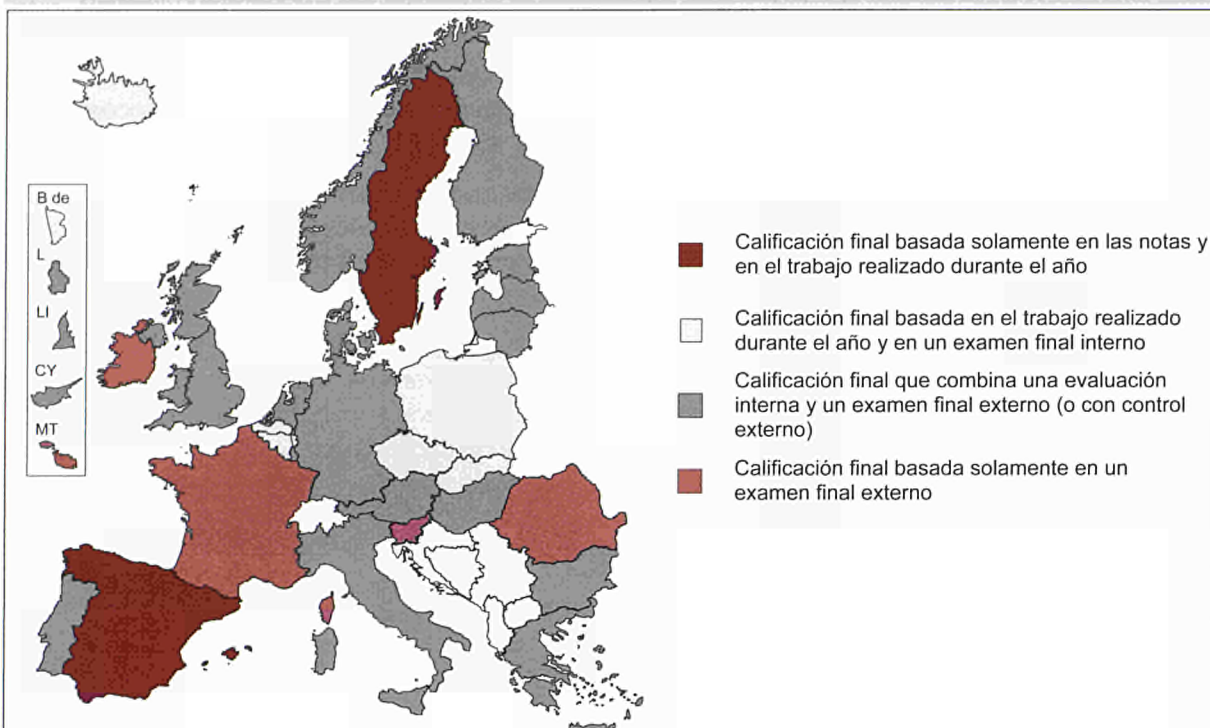 B de
L
LI
CY
MT
Calificación final basada solamente en las notas y
en el trabajo realizado durante el año
Calificación final basada en el trabajo realizado
durante el año y en un examen final interno
Calificación final que combina una evaluación
interna y un examen final externo (o con control
externo)
Calificación final basada solamente en un
examen final externo